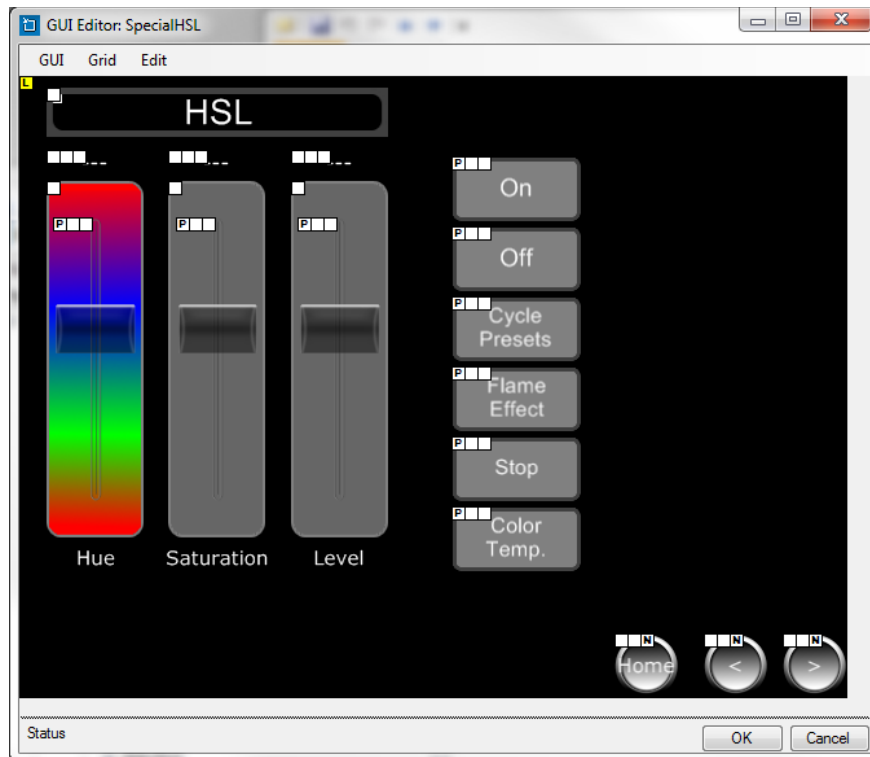 GUI Editor: SpecialHSL
GUI Grid Edit
L
HSL
--
--
--
P
On
P P P
P
Off
P
Cycle
Presets
P
Flame
Effect
P
Stop
P
Color
Temp.
Hue Saturation Level
N N N
Home < >
Status
OK Cancel